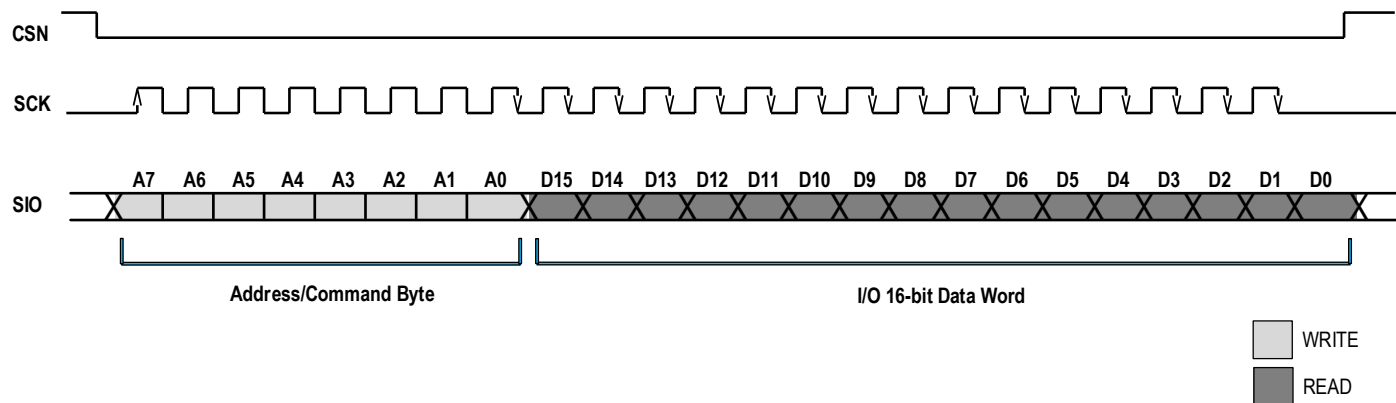 CSN
SCK
A7 A6 A5 A4 A3 A2 A1 A0 D15 D14 D13 D12 D11 D10 D9 D8 D7 D6 D5 D4 D3 D2 D1 D0
SIO
Address/Command Byte I/O 16-bit Data Word
WRITE
READ